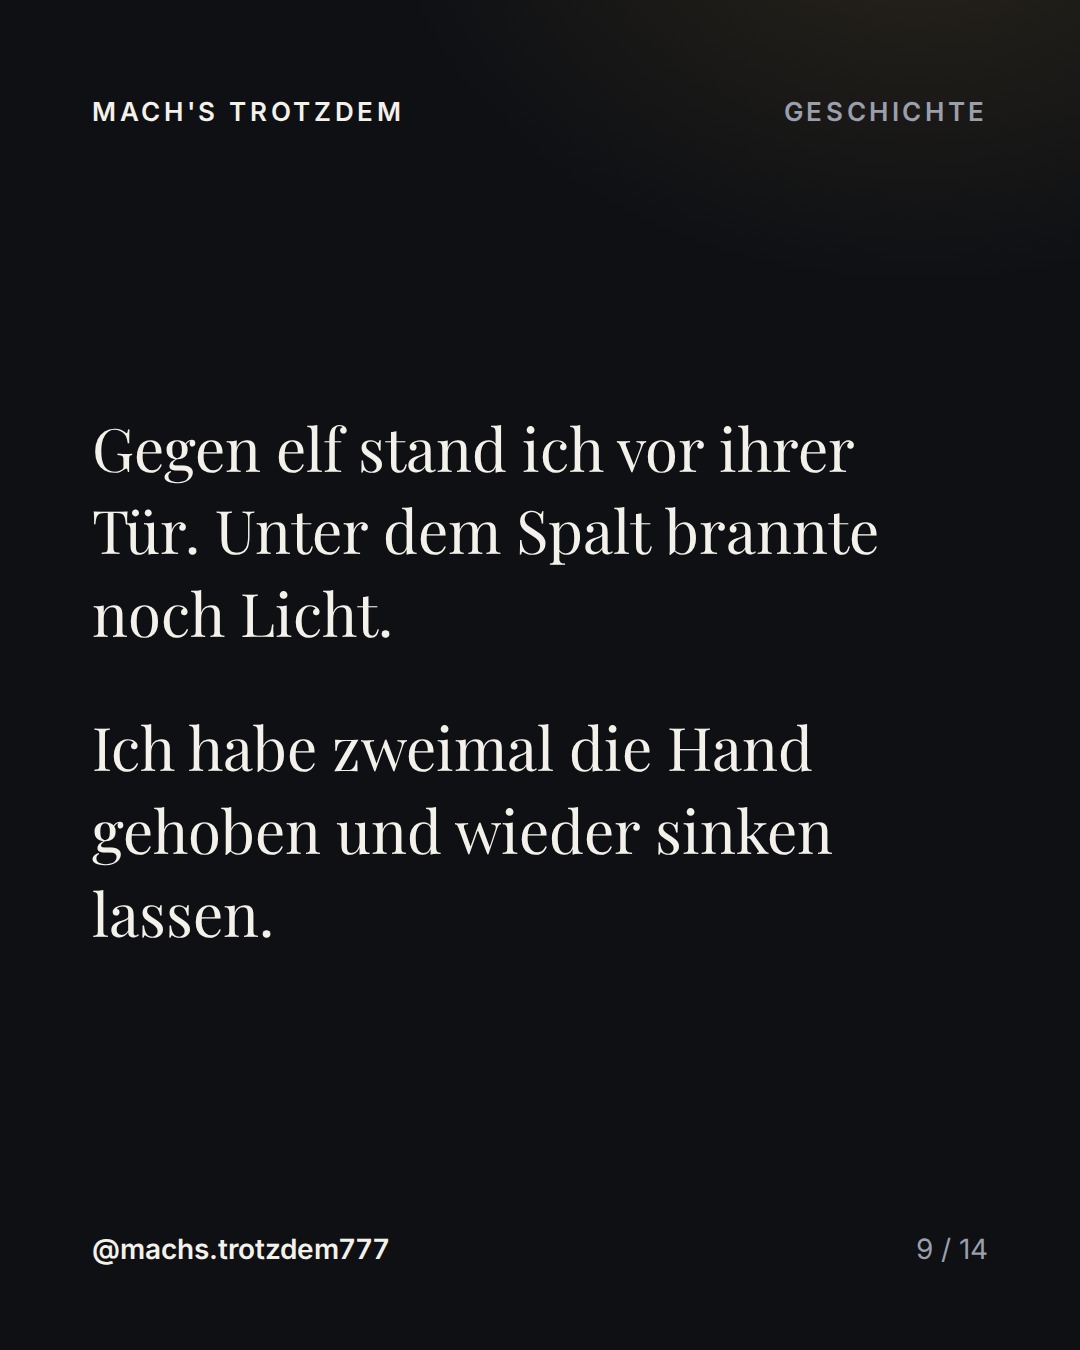 MACH'S TROTZDEM
GESCHICHTE
Gegen elf stand ich vor ihrer
Tür. Unter dem Spalt brannte
noch Licht.
Ich habe zweimal die Hand
gehoben und wieder sinken
lassen.
@machs.trotzdem777
9 / 14